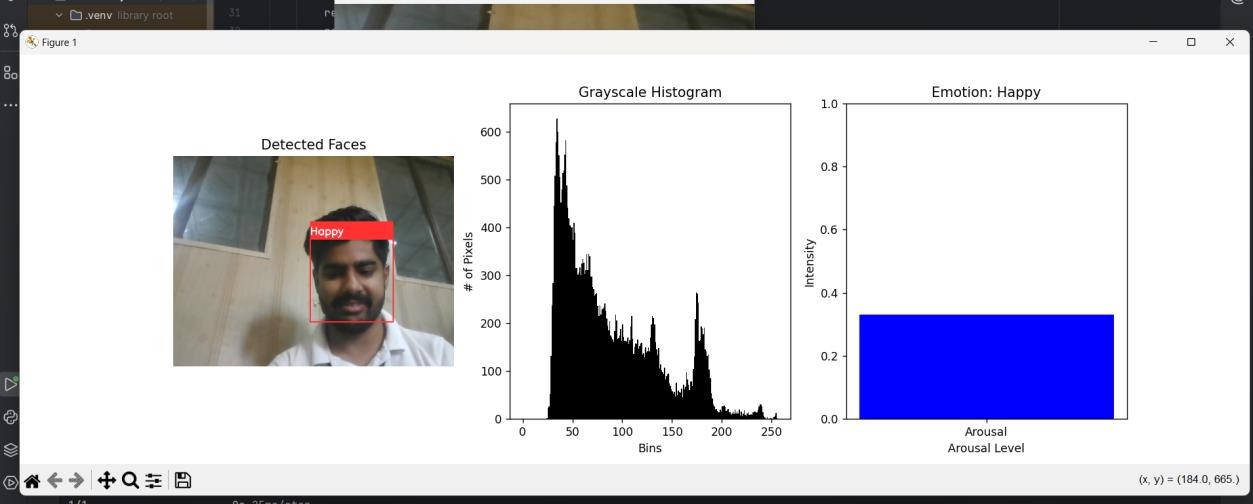 .venv library root
31
Figure 1
Detected Faces
Happy
Grayscale Histogram
# of Pixels
600
500
400
300
200
100
0
0 50 100 150 200 250
Bins
Emotion: Happy
Intensity
1.0
0.8
0.6
0.4
0.2
0.0
Arousal
Arousal Level
(x, y) = (184.0, 665.)